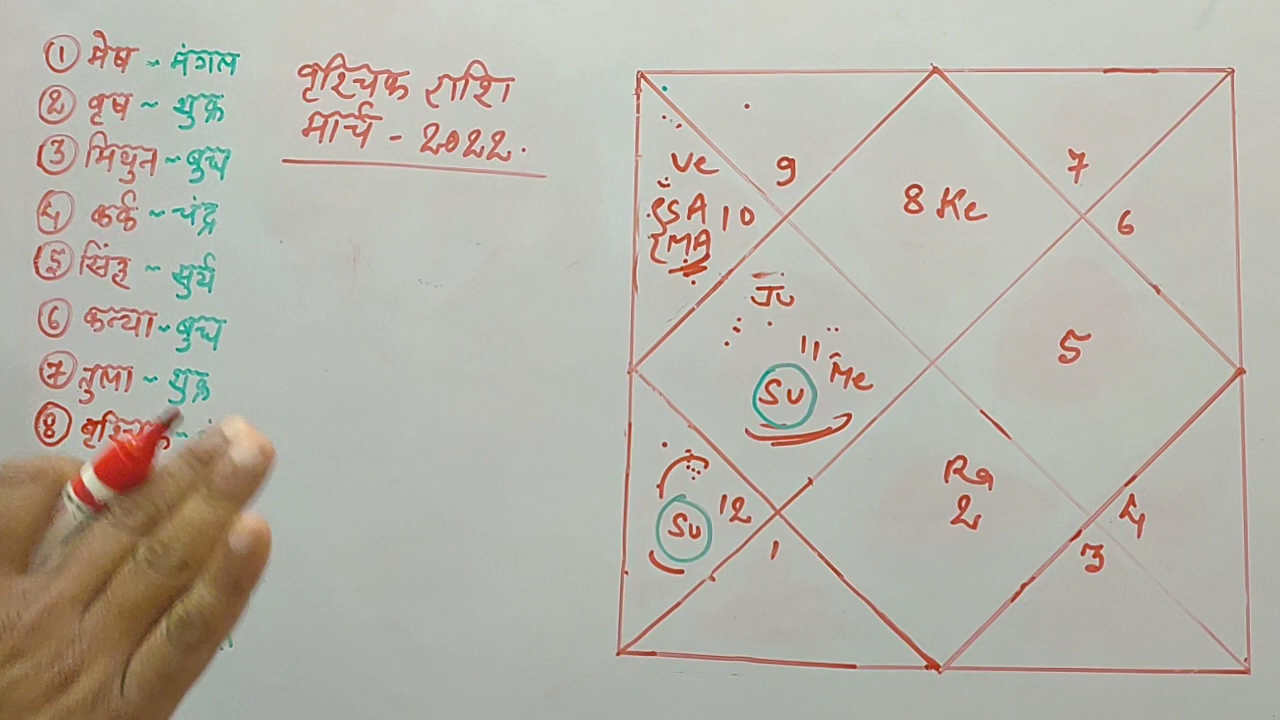 ① मेष ~ मंगल
② वृष ~ शुक्र
③ मिथुन ~ बुध
④ कर्क ~ चंद्र
⑤ सिंह ~ सुर्य
⑥ कन्या ~ बुध
⑦ तुला ~ शुक्र
⑧ वृश्चिक ~
वृश्चिक राशि
मार्च - 2022.
Ve
SA 10
MA
9
8 Ke
7
6
Ju
11
Su Me
5
Su 12
1
Ra
2
4
3